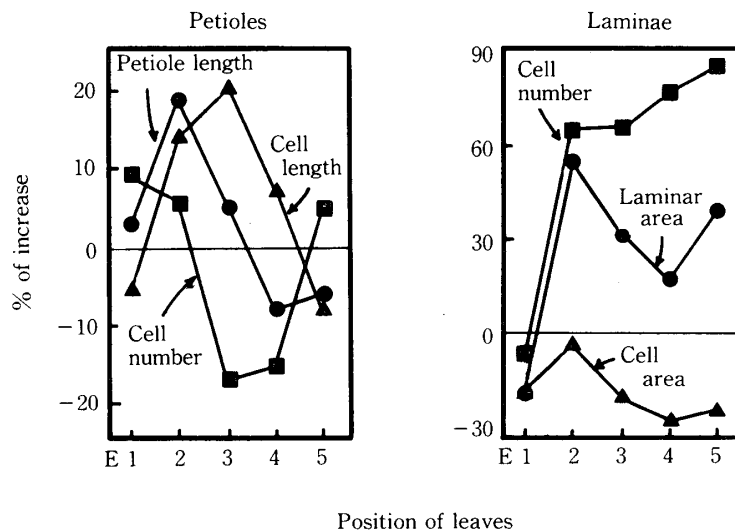 Petioles
Laminae
% of increase
20
10
0
−10
−20
Petiole length
Cell
length
Cell
number
E 1 2 3 4 5
90
60
30
0
−30
Cell
number
Laminar
area
Cell
area
E 1 2 3 4 5
Position of leaves